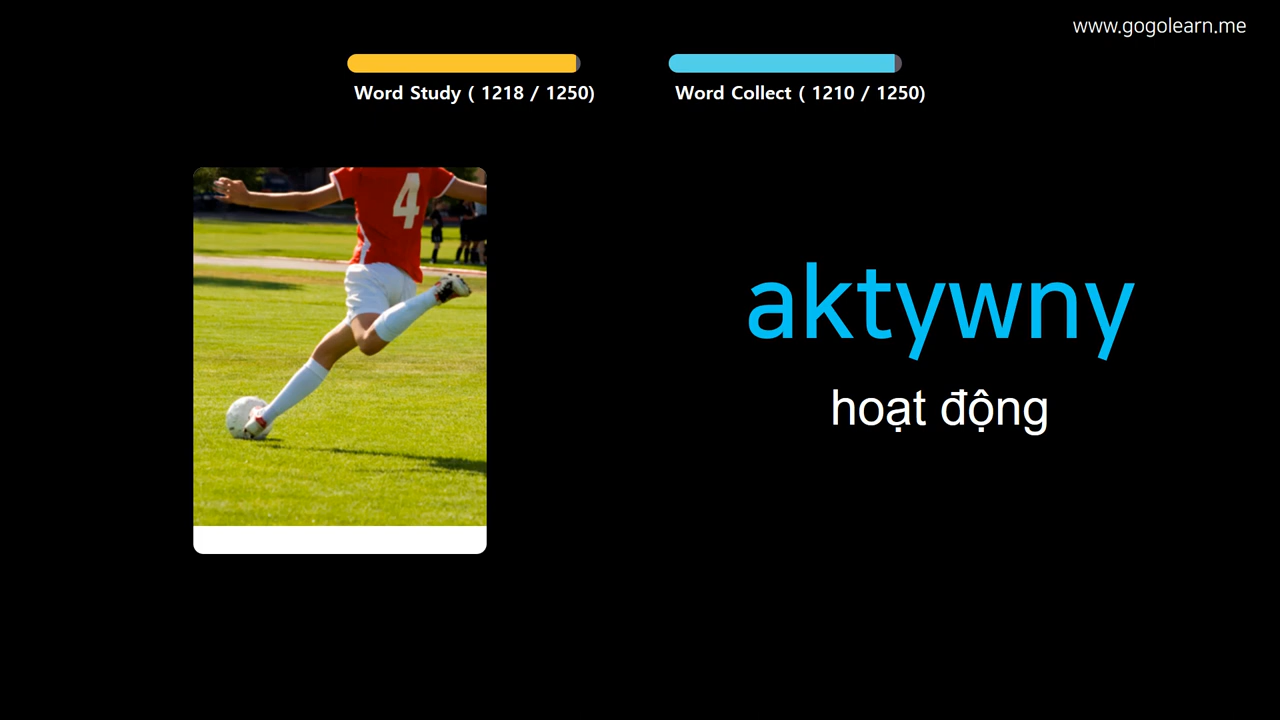 www.gogolearn.me
Word Study ( 1218 / 1250)
Word Collect ( 1210 / 1250)
4
aktywny
hoạt động